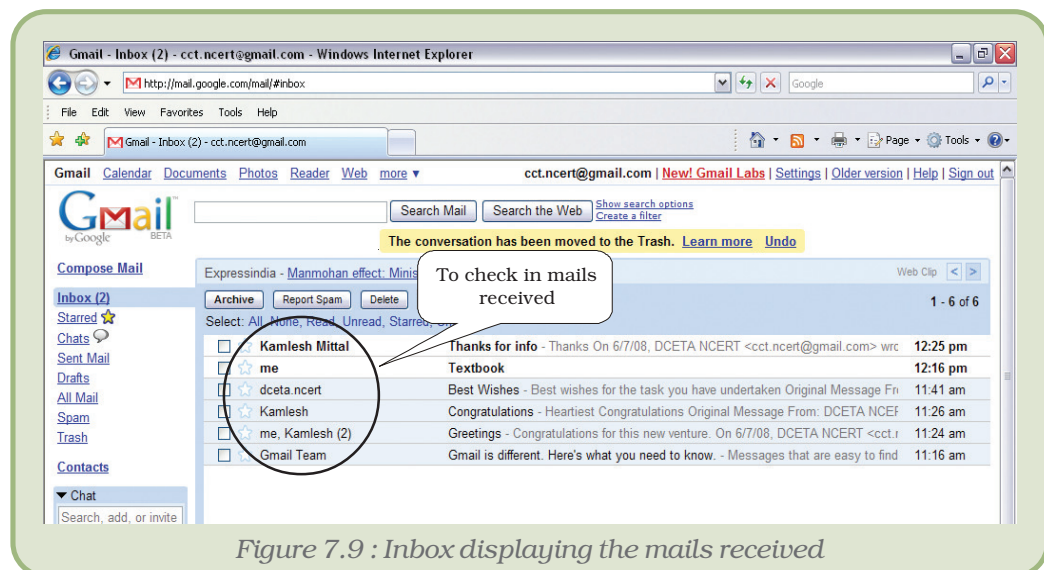 Gmail - Inbox (2) - cct.ncert@gmail.com - Windows Internet Explorer
http://mail.google.com/mail/#inbox
Google
File Edit View Favorites Tools Help
Gmail - Inbox (2) - cct.ncert@gmail.com
Page Tools
Gmail Calendar Documents Photos Reader Web more ▼ cct.ncert@gmail.com | New! Gmail Labs | Settings | Older version | Help | Sign out
Gmail by Google BETA
Search Mail Search the Web Show search options
Create a filter
The conversation has been moved to the Trash. Learn more Undo
Compose Mail
Expressindia - Manmohan effect: Minis
Web Clip < >
To check in mails
received
Inbox (2)
Archive Report Spam Delete
1 - 6 of 6
Starred
Select: All, None, Read, Unread, Starred,
Chats
Sent Mail
Drafts
All Mail
Spam
Trash
Contacts
Kamlesh Mittal Thanks for info - Thanks On 6/7/08, DCETA NCERT <cct.ncert@gmail.com> wrc 12:25 pm
me Textbook 12:16 pm
dceta.ncert Best Wishes - Best wishes for the task you have undertaken Original Message Fr 11:41 am
Kamlesh Congratulations - Heartiest Congratulations Original Message From: DCETA NCEF 11:26 am
me, Kamlesh (2) Greetings - Congratulations for this new venture. On 6/7/08, DCETA NCERT <cct.r 11:24 am
Gmail Team Gmail is different. Here's what you need to know. - Messages that are easy to find 11:16 am
▼ Chat
Search, add, or invite
Figure 7.9 : Inbox displaying the mails received